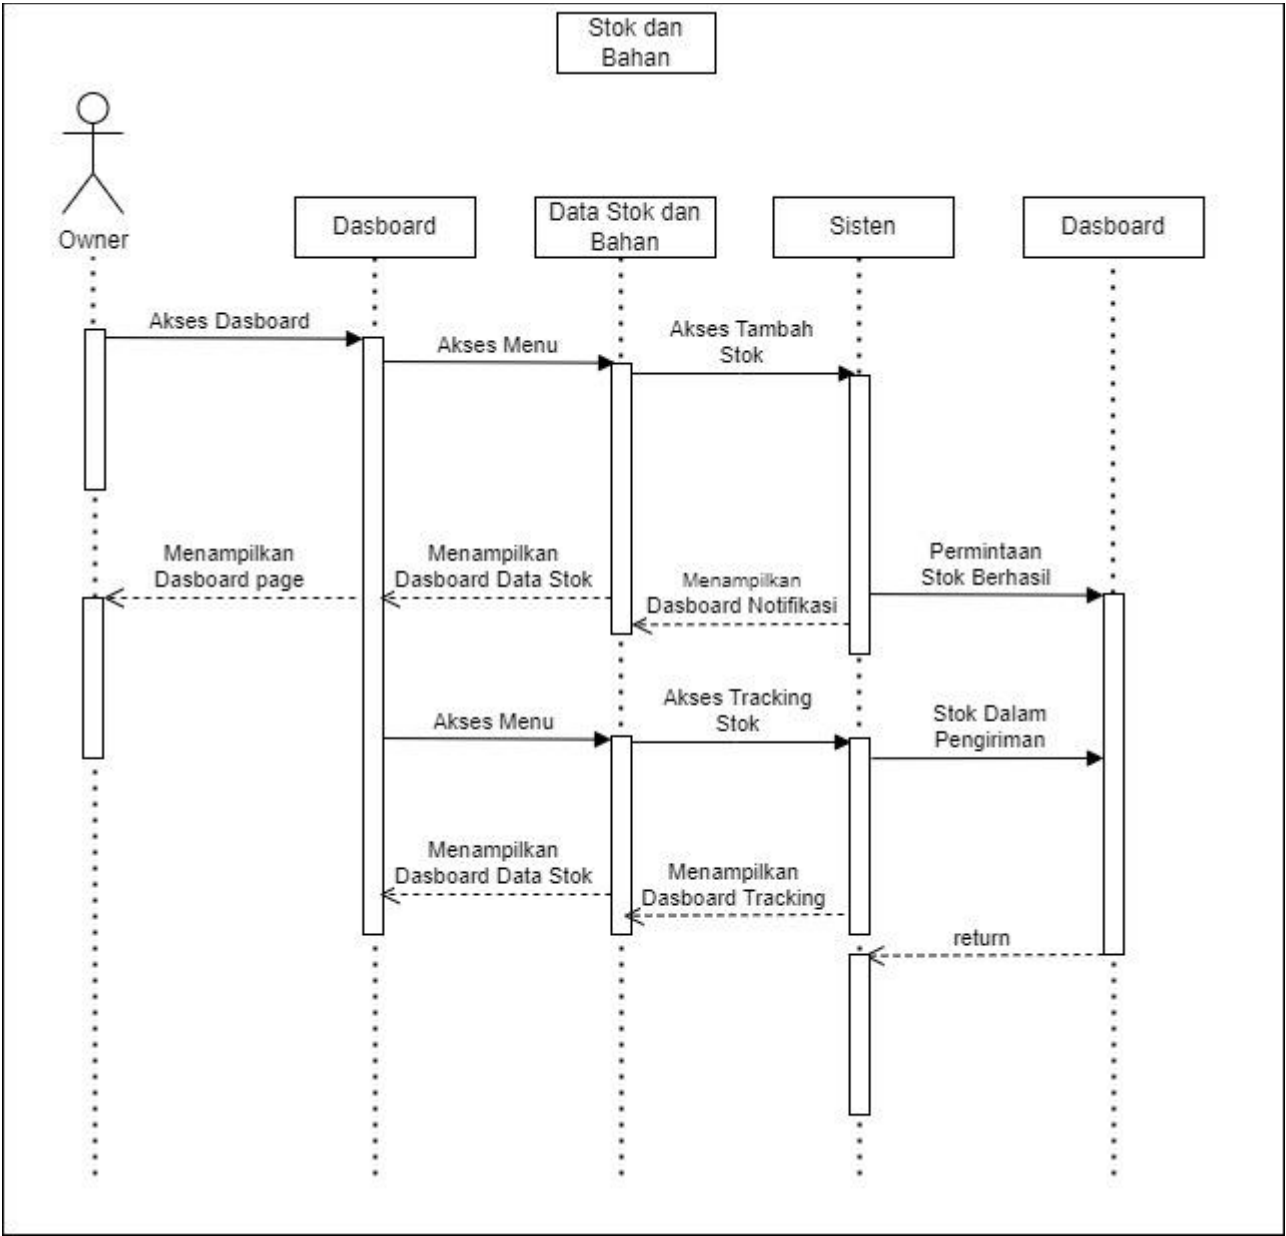 Stok dan
Bahan
Owner
Dasboard
Data Stok dan
Bahan
Sisten
Dasboard
Akses Dasboard
Akses Menu
Akses Tambah
Stok
Menampilkan
Dasboard page
Menampilkan
Dasboard Data Stok
Menampilkan
Dasboard Notifikasi
Permintaan
Stok Berhasil
Akses Menu
Akses Tracking
Stok
Stok Dalam
Pengiriman
Menampilkan
Dasboard Data Stok
Menampilkan
Dasboard Tracking
return